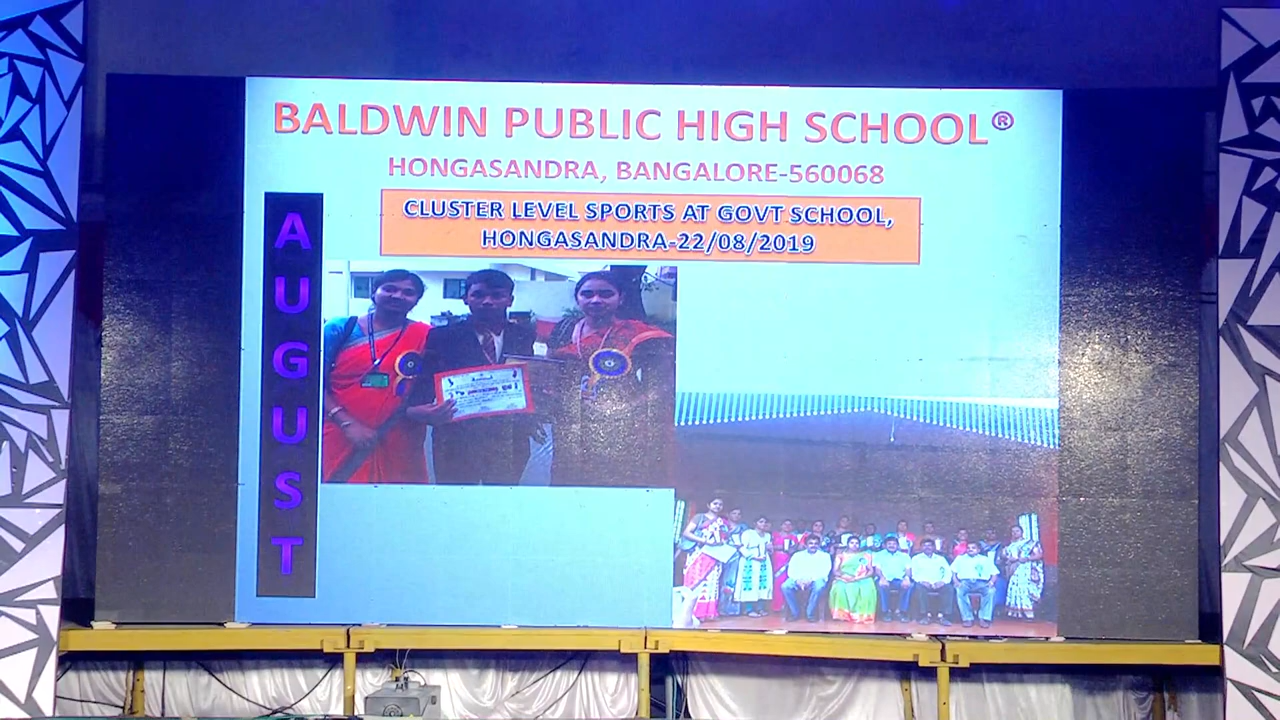 BALDWIN PUBLIC HIGH SCHOOL®
HONGASANDRA, BANGALORE-560068
CLUSTER LEVEL SPORTS AT GOVT SCHOOL,
HONGASANDRA-22/08/2019
AUGUST